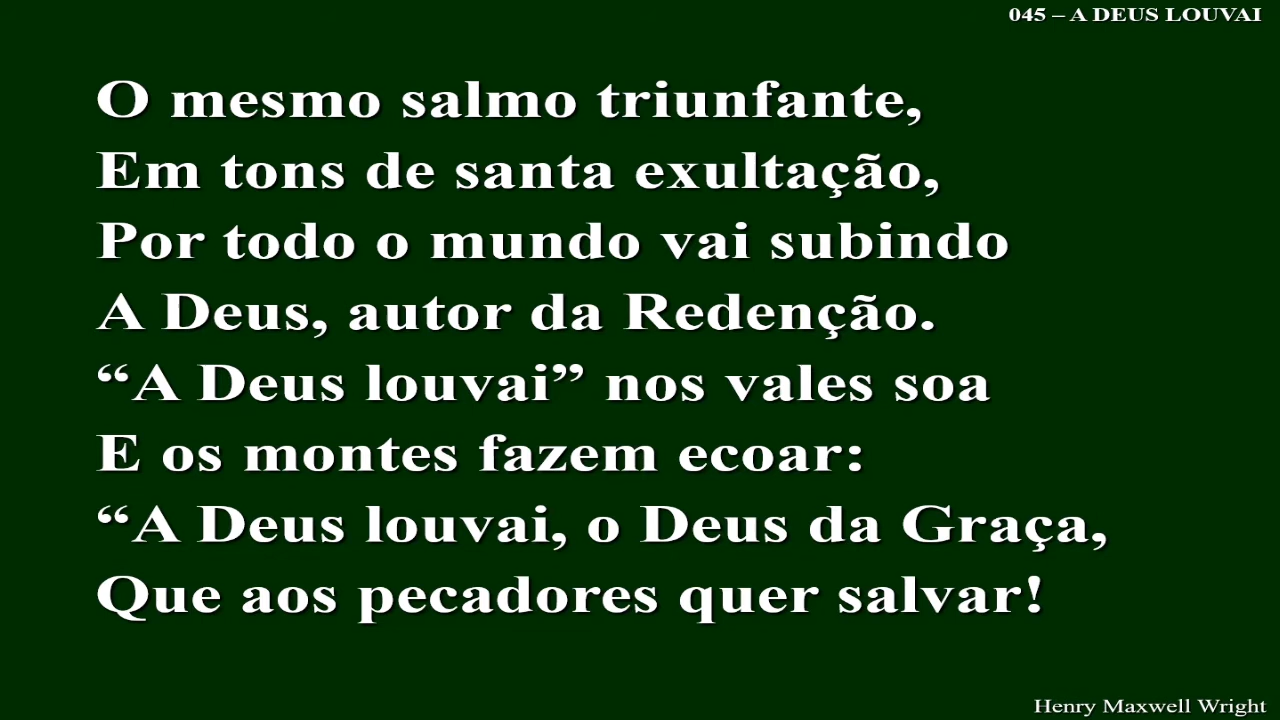 045 – A DEUS LOUVAI
O mesmo salmo triunfante,
Em tons de santa exultação,
Por todo o mundo vai subindo
A Deus, autor da Redenção.
“A Deus louvai” nos vales soa
E os montes fazem ecoar:
“A Deus louvai, o Deus da Graça,
Que aos pecadores quer salvar!
Henry Maxwell Wright